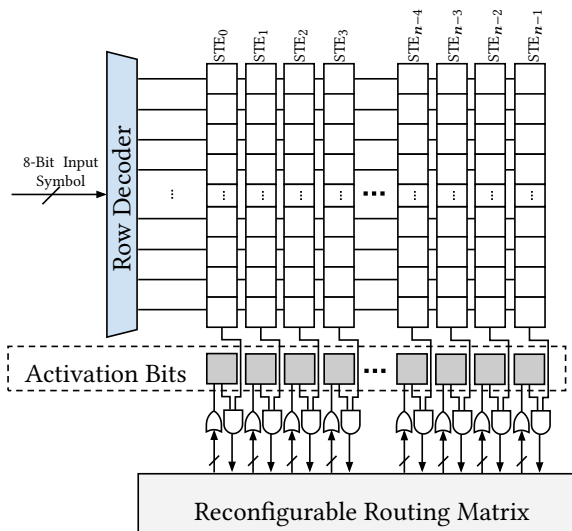 STE₀ STE₁ STE₂ STE₃ STEₙ₋₄ STEₙ₋₃ STEₙ₋₂ STEₙ₋₁
8-Bit Input
Symbol
Row Decoder
Activation Bits
Reconfigurable Routing Matrix